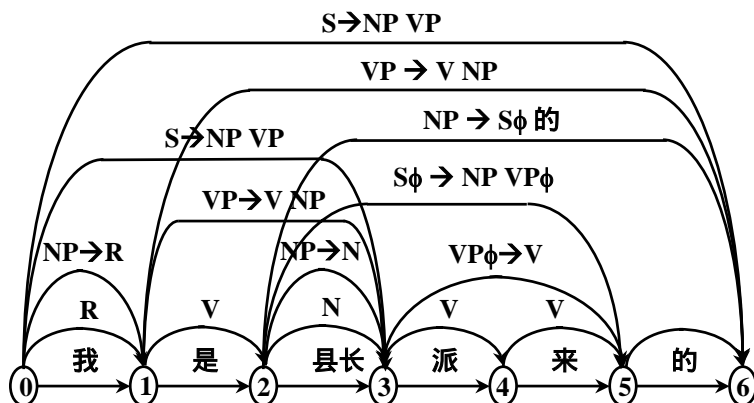 S→NP VP
VP → V NP
NP → Sϕ 的
S→NP VP
Sϕ → NP VPϕ
VP→V NP
NP→R
NP→N
VPϕ→V
R
V
N
V
V
我 是 县长 派 来 的
0 1 2 3 4 5 6